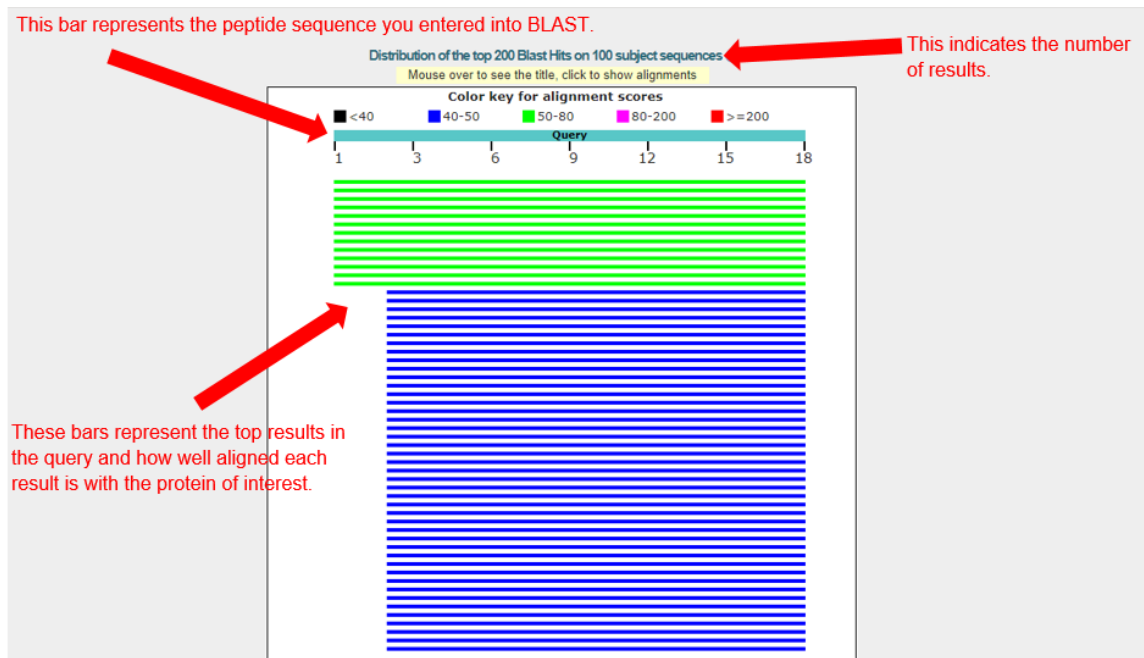 This bar represents the peptide sequence you entered into BLAST.
Distribution of the top 200 Blast Hits on 100 subject sequences
This indicates the number
of results.
Mouse over to see the title, click to show alignments
Color key for alignment scores
<40 40-50 50-80 80-200 >=200
Query
1 3 6 9 12 15 18
These bars represent the top results in
the query and how well aligned each
result is with the protein of interest.